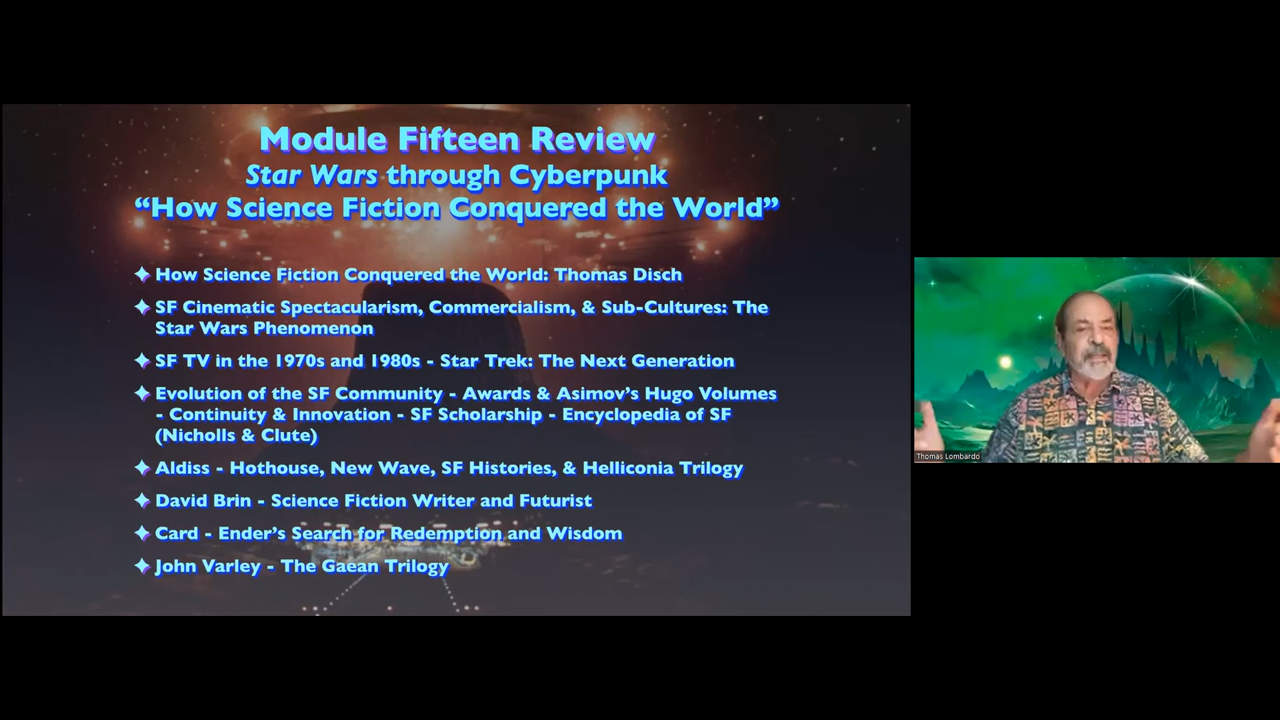 Module Fifteen Review
Star Wars through Cyberpunk
“How Science Fiction Conquered the World”
✦ How Science Fiction Conquered the World: Thomas Disch
✦ SF Cinematic Spectacularism, Commercialism, & Sub-Cultures: The
Star Wars Phenomenon
✦ SF TV in the 1970s and 1980s - Star Trek: The Next Generation
✦ Evolution of the SF Community - Awards & Asimov’s Hugo Volumes
- Continuity & Innovation - SF Scholarship - Encyclopedia of SF
(Nicholls & Clute)
✦ Aldiss - Hothouse, New Wave, SF Histories, & Helliconia Trilogy
✦ David Brin - Science Fiction Writer and Futurist
✦ Card - Ender’s Search for Redemption and Wisdom
✦ John Varley - The Gaean Trilogy
Thomas Lombardo